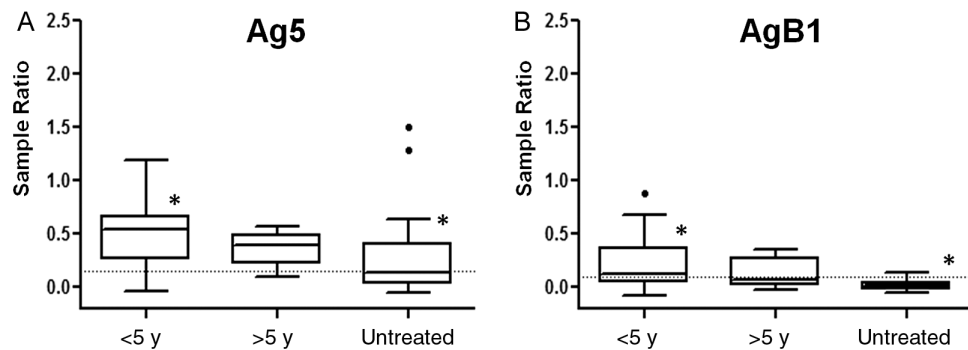 A
Ag5
Sample Ratio
2.5
2.0
1.5
1.0
0.5
0.0
*
*
<5 y
>5 y
Untreated
B
AgB1
Sample Ratio
2.5
2.0
1.5
1.0
0.5
0.0
*
*
<5 y
>5 y
Untreated